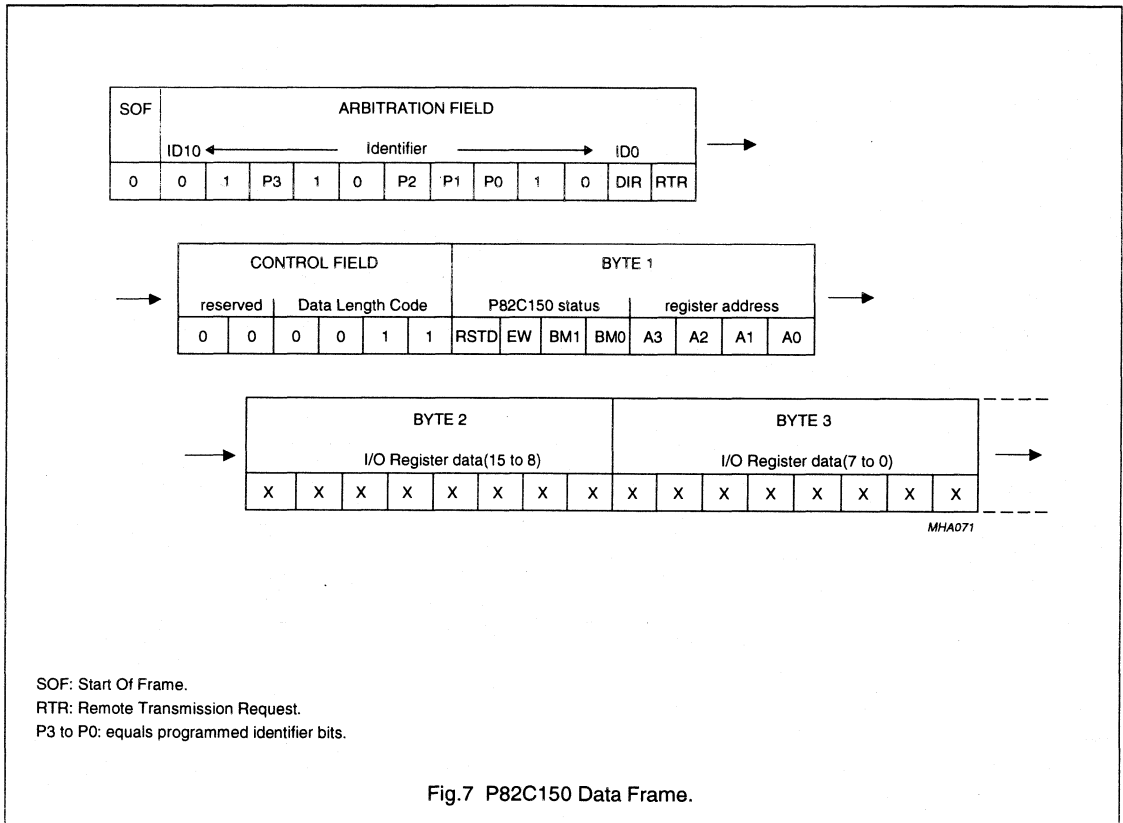 SOF ARBITRATION FIELD
ID10 Identifier ID0
0 0 1 P3 1 0 P2 P1 P0 1 0 DIR RTR
CONTROL FIELD BYTE 1
reserved Data Length Code P82C150 status register address
0 0 0 0 1 1 RSTD EW BM1 BM0 A3 A2 A1 A0
BYTE 2 BYTE 3
I/O Register data(15 to 8) I/O Register data(7 to 0)
X X X X X X X X X X X X X X X X
MHA071
SOF: Start Of Frame.
RTR: Remote Transmission Request.
P3 to P0: equals programmed identifier bits.
Fig.7 P82C150 Data Frame.